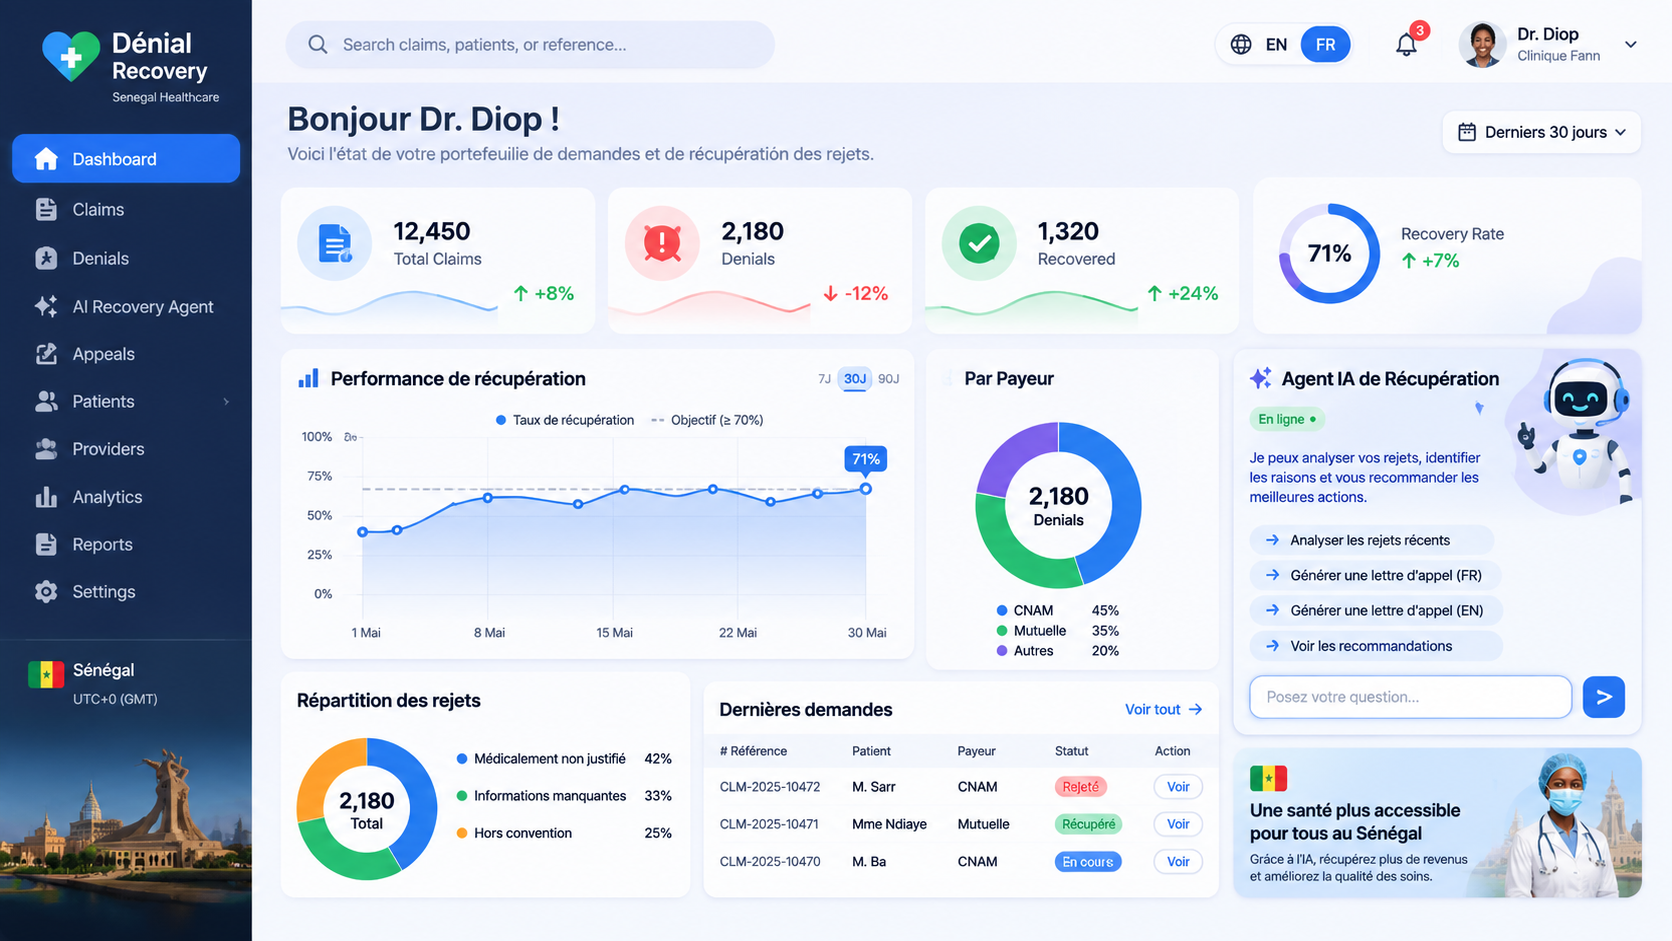 Dénial
Recovery
Senegal Healthcare
Dashboard
Claims
Denials
AI Recovery Agent
Appeals
Patients
Providers
Analytics
Reports
Settings
Sénégal
UTC+0 (GMT)
Search claims, patients, or reference...
EN FR
3
Dr. Diop
Clinique Fann
Bonjour Dr. Diop !
Voici l'état de votre portefeuille de demandes et de récupération des rejets.
Derniers 30 jours
12,450
Total Claims
+8%
2,180
Denials
-12%
1,320
Recovered
+24%
71%
Recovery Rate
+7%
Performance de récupération
7J 30J 90J
Taux de récupération Objectif (≥ 70%)
100%
75%
50%
25%
0%
71%
1 Mai 8 Mai 15 Mai 22 Mai 30 Mai
Par Payeur
2,180
Denials
CNAM 45%
Mutuelle 35%
Autres 20%
Agent IA de Récupération
En ligne
Je peux analyser vos rejets, identifier
les raisons et vous recommander les
meilleures actions.
Analyser les rejets récents
Générer une lettre d'appel (FR)
Générer une lettre d'appel (EN)
Voir les recommandations
Posez votre question...
Répartition des rejets
2,180
Total
Médicalement non justifié 42%
Informations manquantes 33%
Hors convention 25%
Dernières demandes
Voir tout
# Référence Patient Payeur Statut Action
CLM-2025-10472 M. Sarr CNAM Rejeté Voir
CLM-2025-10471 Mme Ndiaye Mutuelle Récupéré Voir
CLM-2025-10470 M. Ba CNAM En cours Voir
Une santé plus accessible
pour tous au Sénégal
Grâce à l'IA, récupérez plus de revenus
et améliorez la qualité des soins.